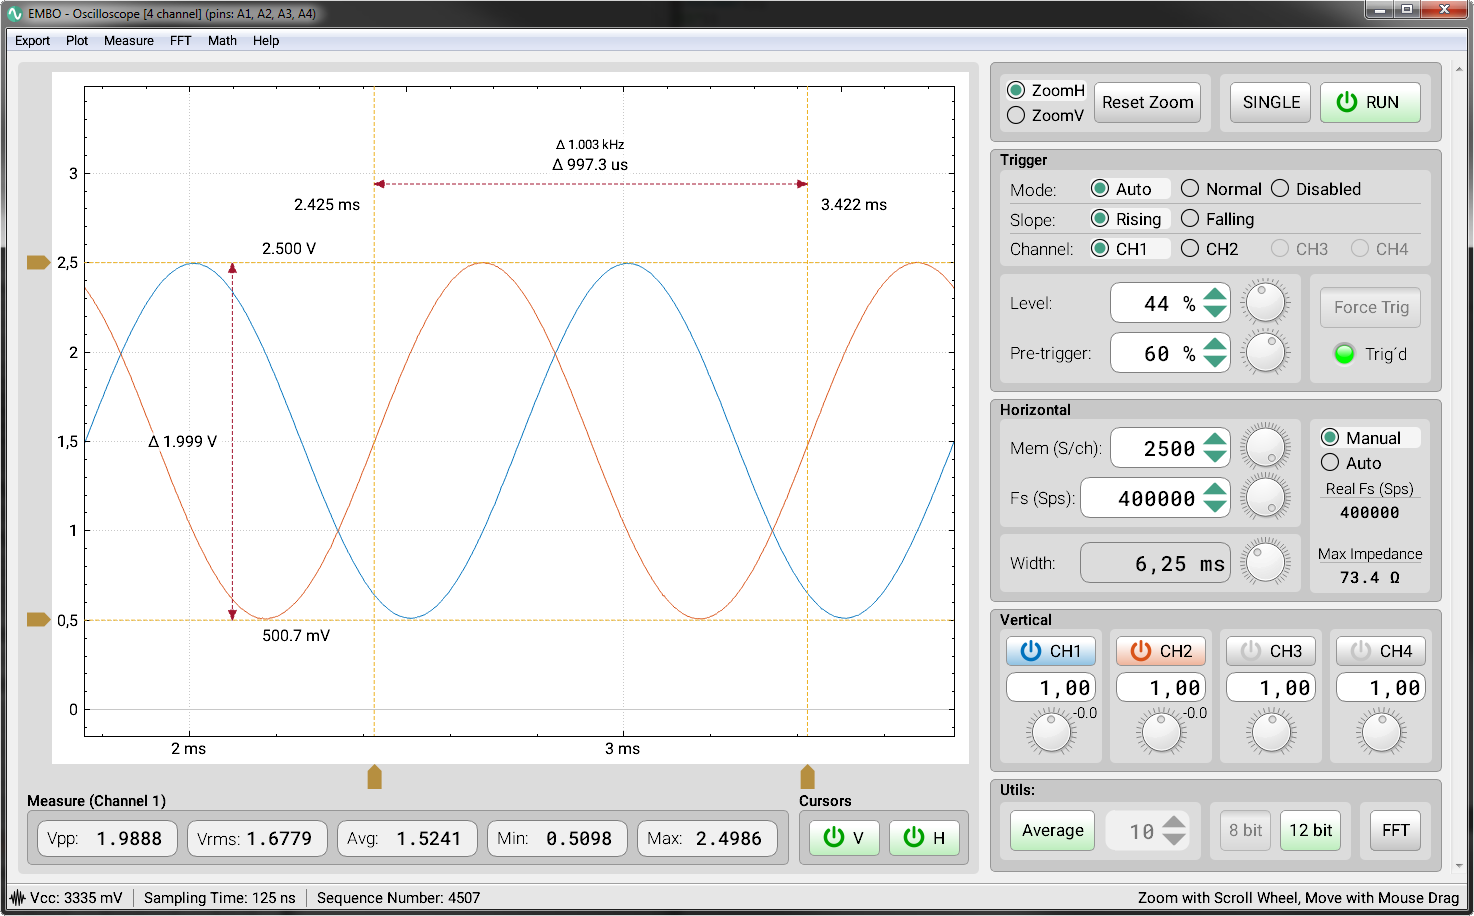 EMBO - Oscilloscope [4 channel] (pins: A1, A2, A3, A4)
Export Plot Measure FFT Math Help
Δ 1.003 kHz
Δ 997.3 us
2.425 ms
3.422 ms
2.500 V
Δ 1.999 V
500.7 mV
3
2,5
2
1,5
1
0,5
0
2 ms
3 ms
Measure (Channel 1)
Vpp: 1.9888
Vrms: 1.6779
Avg: 1.5241
Min: 0.5098
Max: 2.4986
Cursors
V
H
ZoomH
ZoomV
Reset Zoom
SINGLE
RUN
Trigger
Mode: Auto Normal Disabled
Slope: Rising Falling
Channel: CH1 CH2 CH3 CH4
Level: 44 %
Pre-trigger: 60 %
Force Trig
Trig´d
Horizontal
Mem (S/ch): 2500
Fs (Sps): 400000
Width: 6,25 ms
Manual
Auto
Real Fs (Sps)
400000
Max Impedance
73.4 Ω
Vertical
CH1 CH2 CH3 CH4
1,00 1,00 1,00 1,00
-0.0 -0.0
Utils:
Average 10 8 bit 12 bit FFT
Vcc: 3335 mV Sampling Time: 125 ns Sequence Number: 4507
Zoom with Scroll Wheel, Move with Mouse Drag